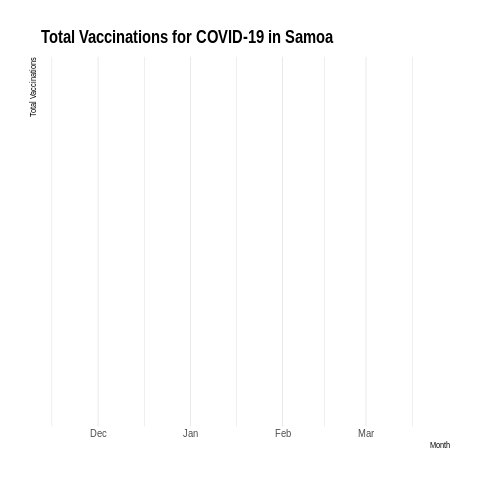 Total Vaccinations for COVID-19 in Samoa
Total Vaccinations
Dec
Jan
Feb
Mar
Month